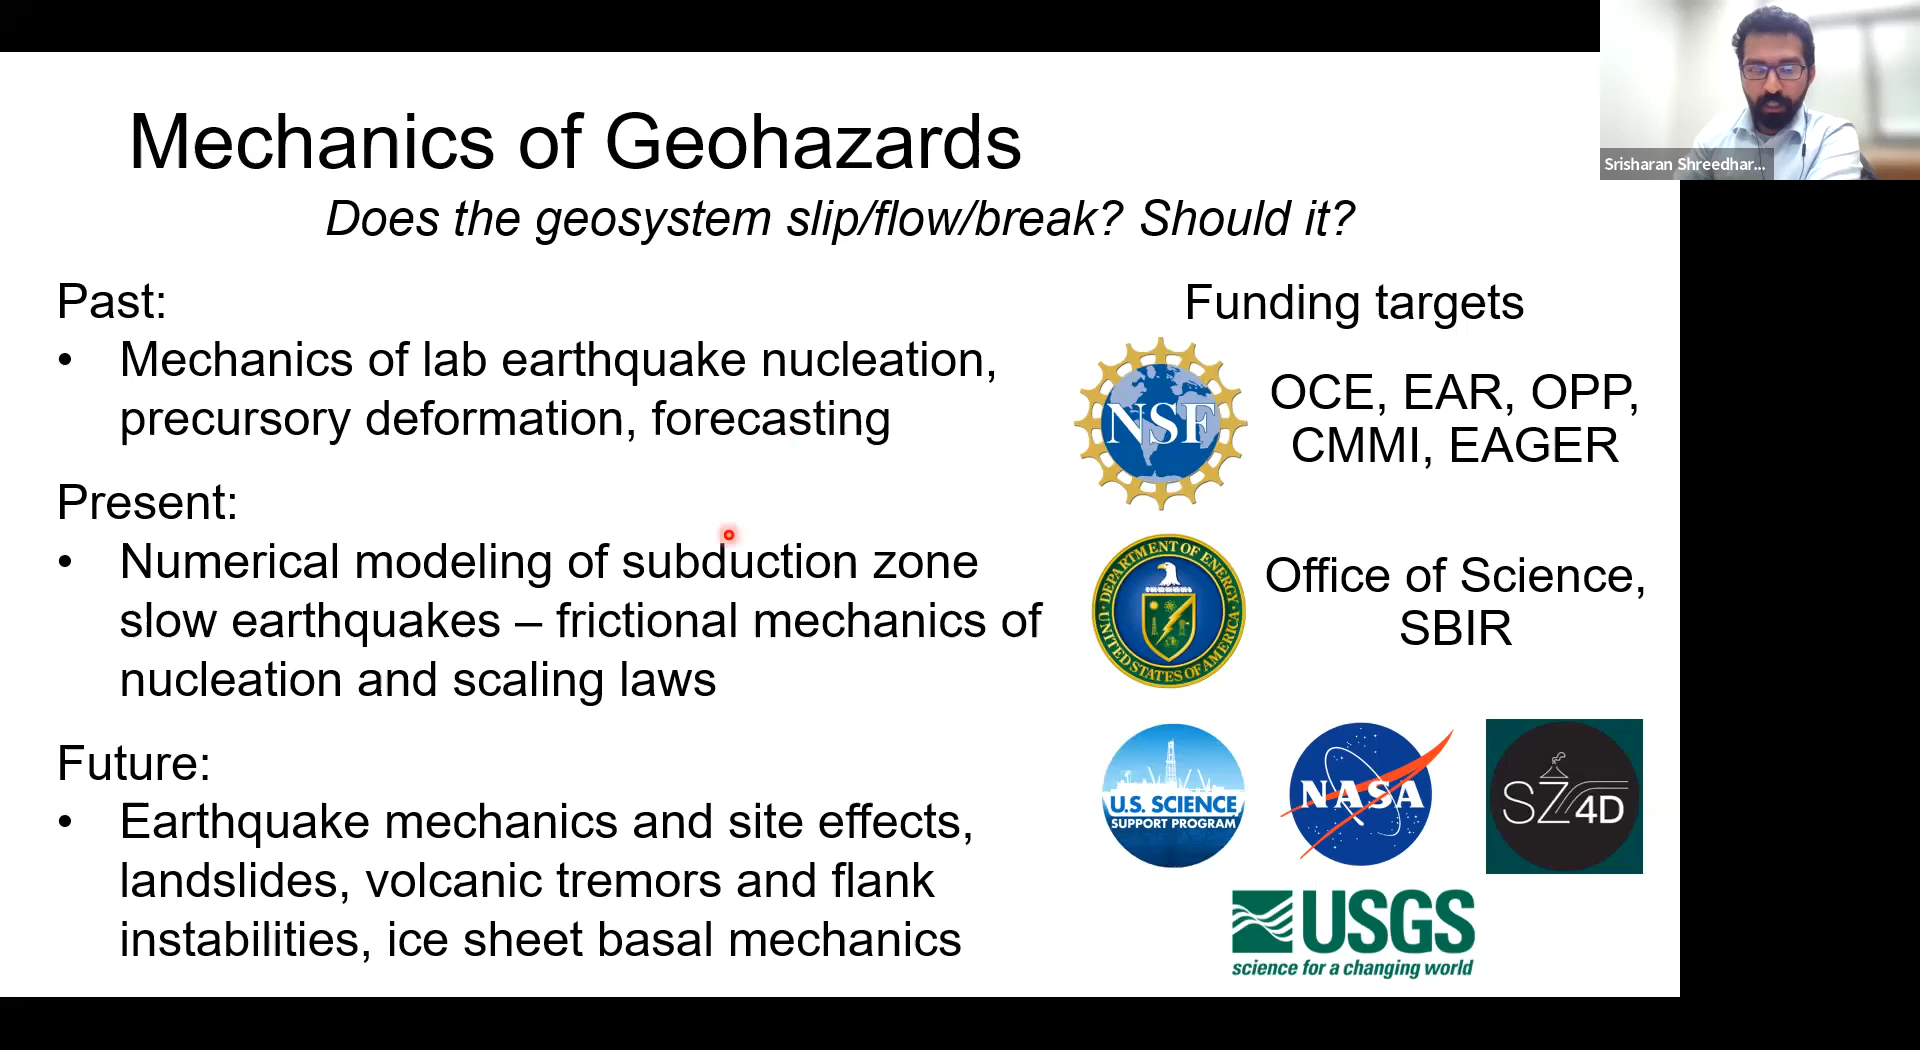 Mechanics of Geohazards
Does the geosystem slip/flow/break? Should it?
Past:
• Mechanics of lab earthquake nucleation,
precursory deformation, forecasting
Present:
• Numerical modeling of subduction zone
slow earthquakes – frictional mechanics of
nucleation and scaling laws
Future:
• Earthquake mechanics and site effects,
landslides, volcanic tremors and flank
instabilities, ice sheet basal mechanics
Funding targets
NSF
OCE, EAR, OPP,
CMMI, EAGER
DEPARTMENT OF ENERGY
UNITED STATES OF AMERICA
Office of Science,
SBIR
U.S. SCIENCE
SUPPORT PROGRAM
NASA
SZ4D
USGS
science for a changing world
Srisharan Shreedhar...